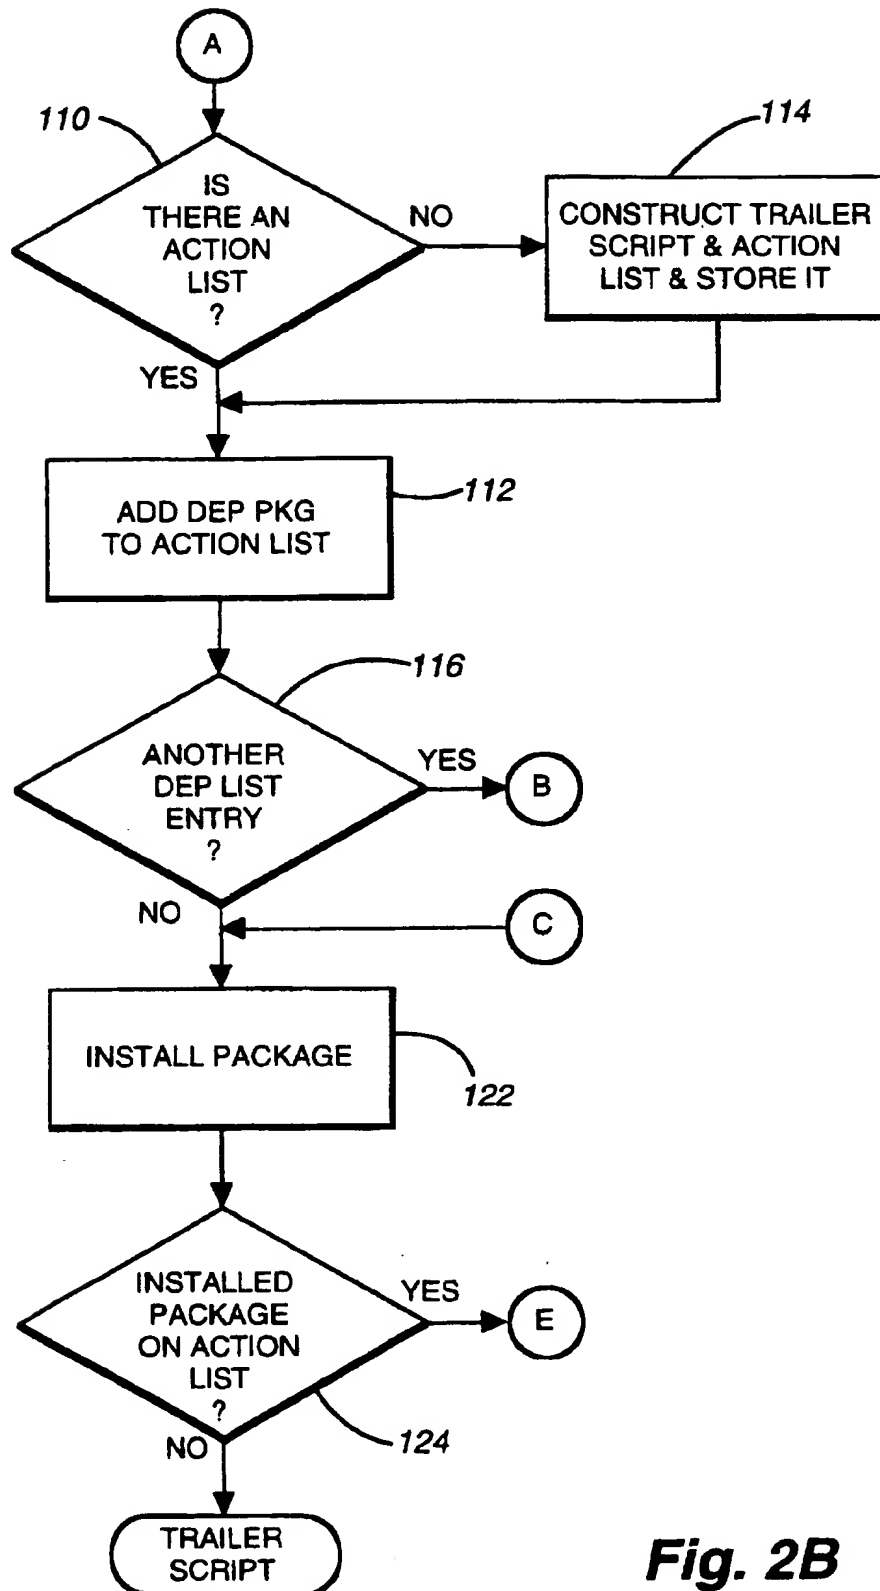 A
110
IS
THERE AN
ACTION
LIST
?
NO
114
CONSTRUCT TRAILER
SCRIPT & ACTION
LIST & STORE IT
YES
112
ADD DEP PKG
TO ACTION LIST
116
ANOTHER
DEP LIST
ENTRY
?
YES
B
NO
C
INSTALL PACKAGE
122
INSTALLED
PACKAGE
ON ACTION
LIST
?
YES
E
124
NO
TRAILER
SCRIPT
Fig. 2B